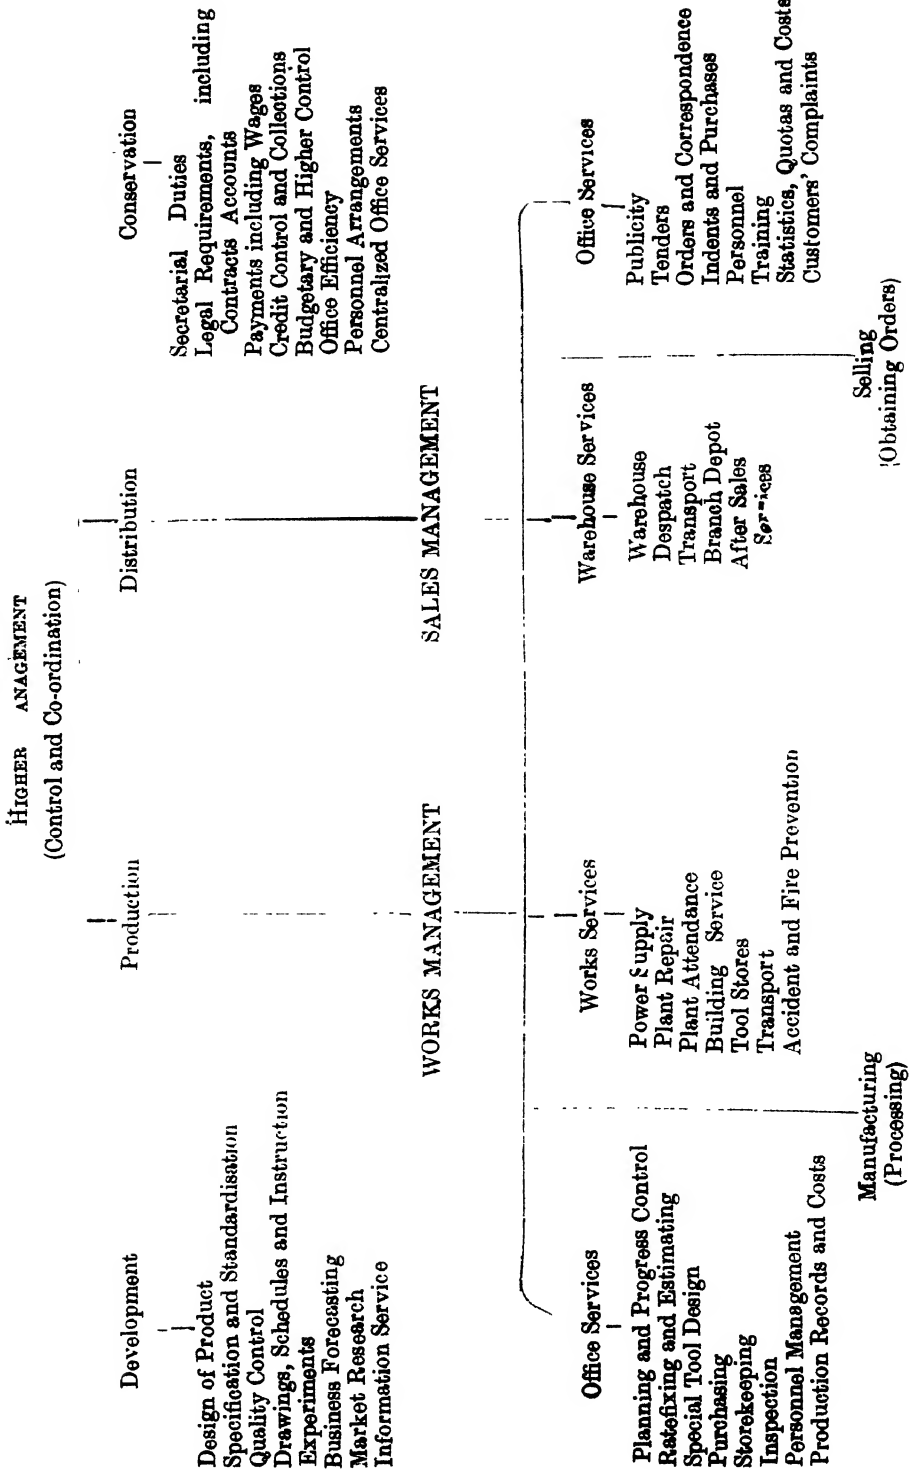 HIGHER ANAGEMENT
(Control and Co-ordination)
Development
Design of Product
Specification and Standardisation
Quality Control
Drawings, Schedules and Instruction
Experiments
Business Forecasting
Market Research
Information Service
Production
Distribution
Conservation
Secretarial Duties
Legal Requirements, including
Contracts Accounts
Payments including Wages
Credit Control and Collections
Budgetary and Higher Control
Office Efficiency
Personnel Arrangements
Centralized Office Services
WORKS MANAGEMENT
SALES MANAGEMENT
Office Services
Planning and Progress Control
Ratefixing and Estimating
Special Tool Design
Purchasing
Storekeeping
Inspection
Personnel Management
Production Records and Costs
Works Services
Power Supply
Plant Repair
Plant Attendance
Building Service
Tool Stores
Transport
Accident and Fire Prevention
Warehouse Services
Warehouse
Despatch
Transport
Branch Depot
After Sales
Services
Office Services
Publicity
Tenders
Orders and Correspondence
Indents and Purchases
Personnel
Training
Statistics, Quotas and Costs
Customers' Complaints
Manufacturing
(Processing)
Selling
(Obtaining Orders)